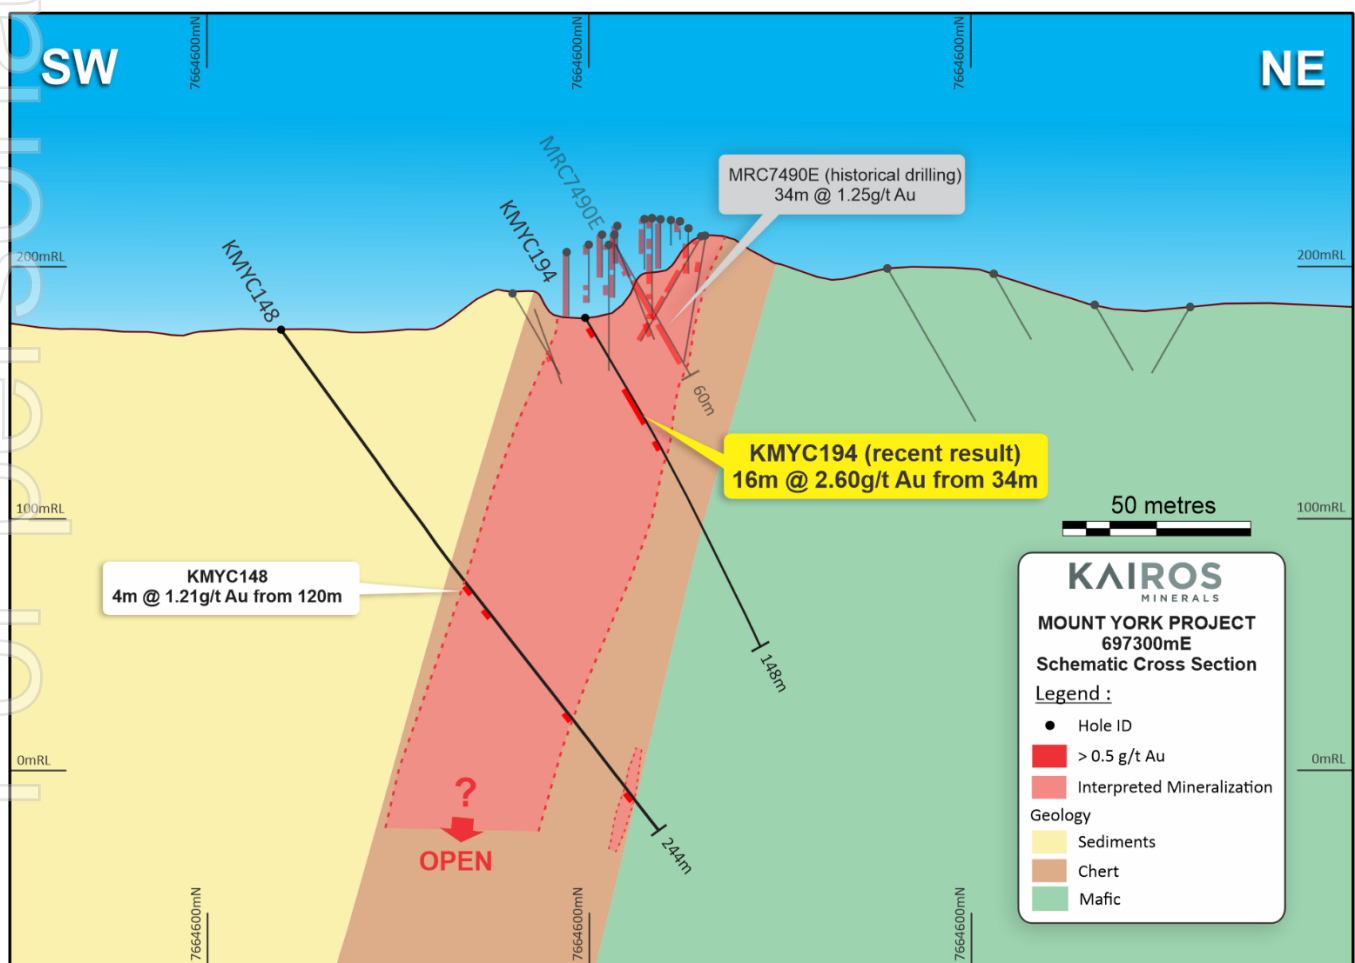 For personal use
SW
NE
7664600mN
7664600mN
7664600mN
MRC7490E
KMYC194
KMYC148
MRC7490E (historical drilling)
34m @ 1.25g/t Au
200mRL
200mRL
60m
KMYC194 (recent result)
16m @ 2.60g/t Au from 34m
100mRL
100mRL
50 metres
KMYC148
4m @ 1.21g/t Au from 120m
148m
KAIROS
MINERALS
MOUNT YORK PROJECT
697300mE
Schematic Cross Section
Legend :
Hole ID
> 0.5 g/t Au
Interpreted Mineralization
Geology
Sediments
Chert
Mafic
0mRL
0mRL
?
OPEN
244m
7664600mN
7664600mN
7664600mN